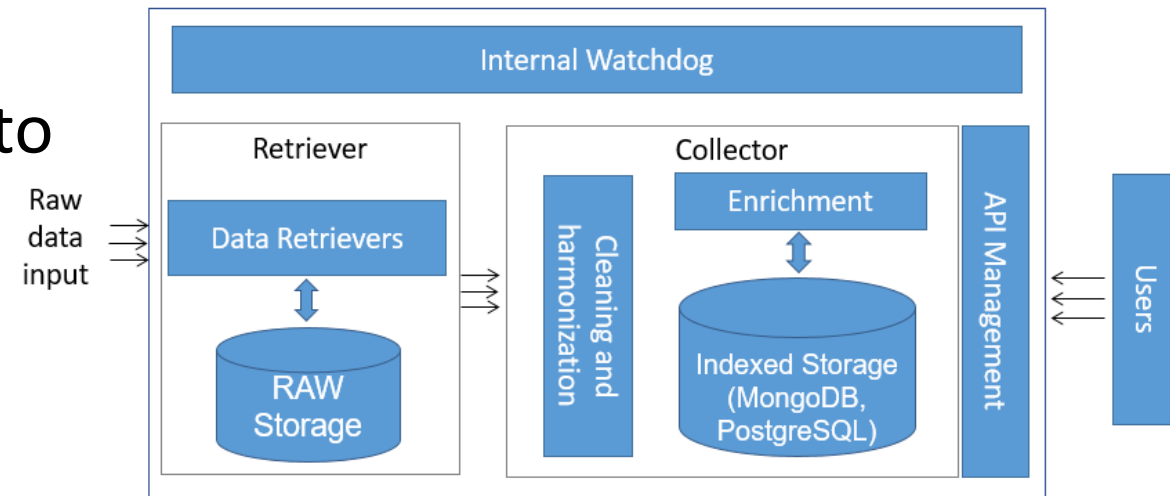 Internal Watchdog
to
Raw
data
input
Retriever
Data Retrievers
RAW
Storage
Collector
Cleaning and
harmonization
Enrichment
Indexed Storage
(MongoDB,
PostgreSQL)
API Management
Users